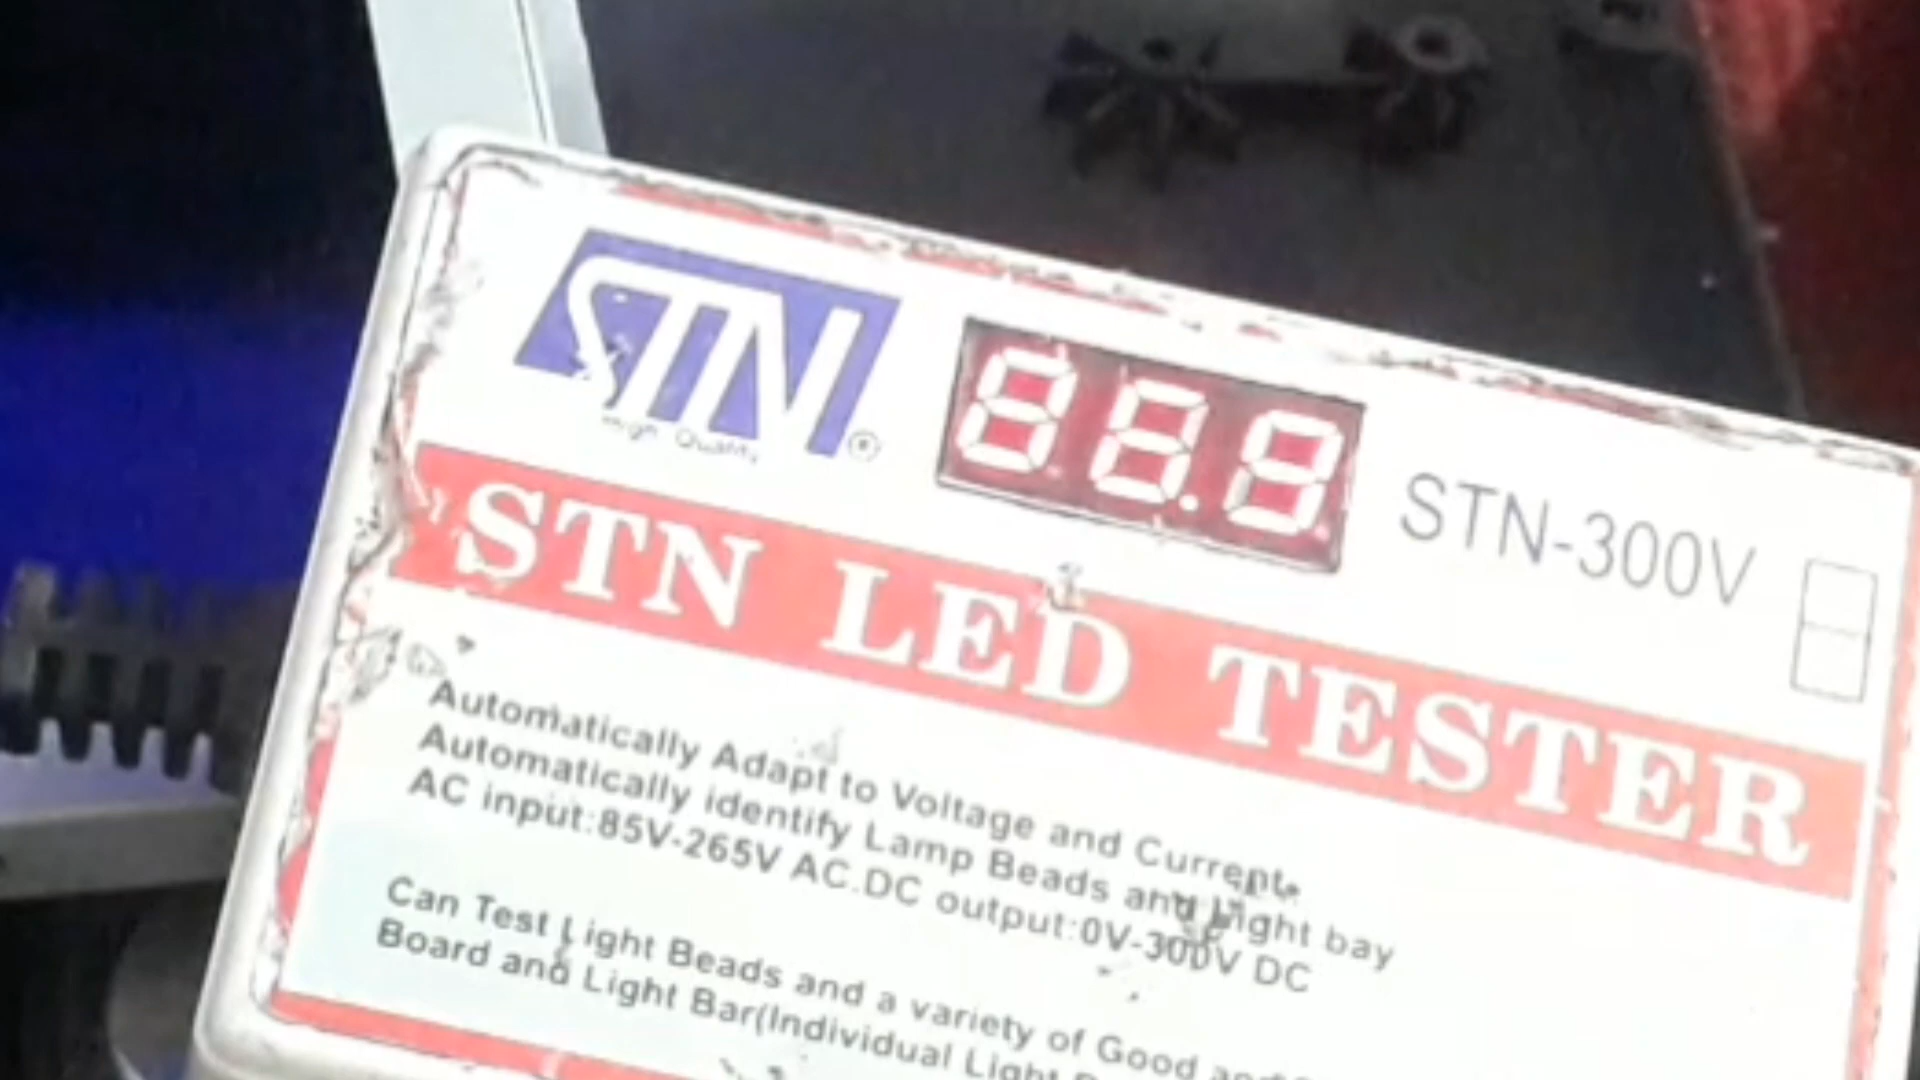 STN®
High Quality
88.9
STN-300V
STN LED TESTER
Automatically Adapt to Voltage and Current
Automatically identify Lamp Beads and Light bay
AC input:85V-265V AC.DC output:0V-300V DC
Can Test Light Beads and a variety of Good and
Board and Light Bar(Individual Light